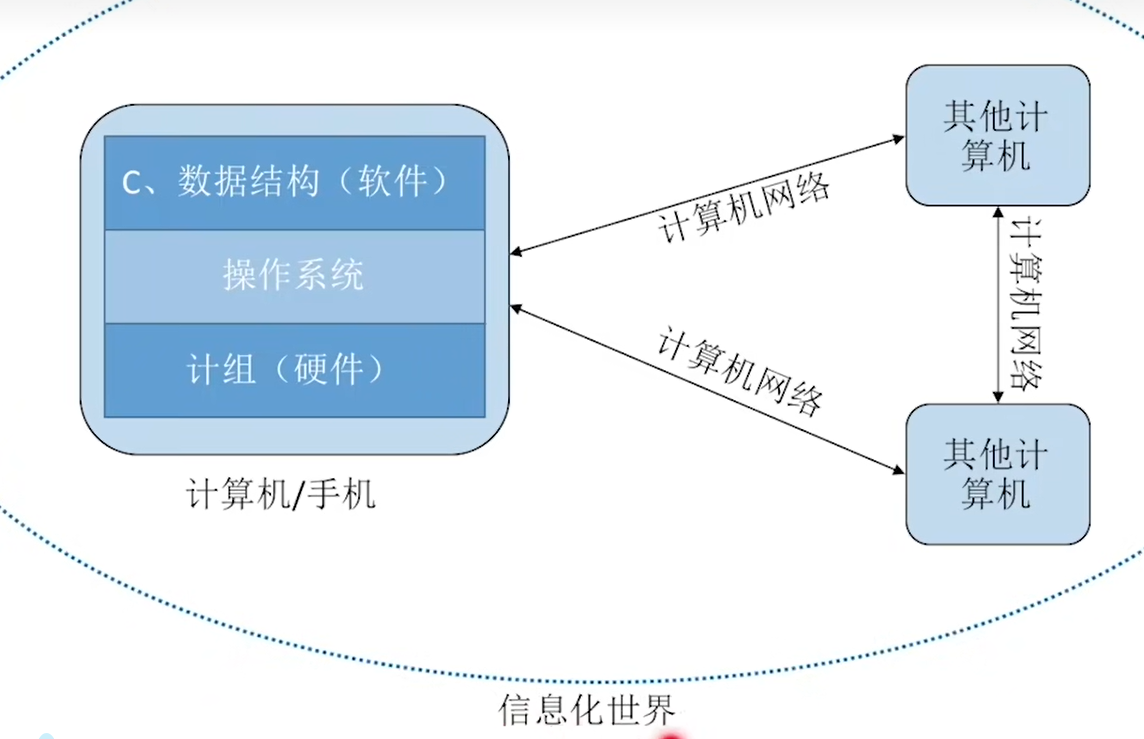 C、数据结构（软件）
操作系统
计组（硬件）
计算机/手机
计算机网络
计算机网络
其他计
算机
计算机网络
其他计
算机
信息化世界